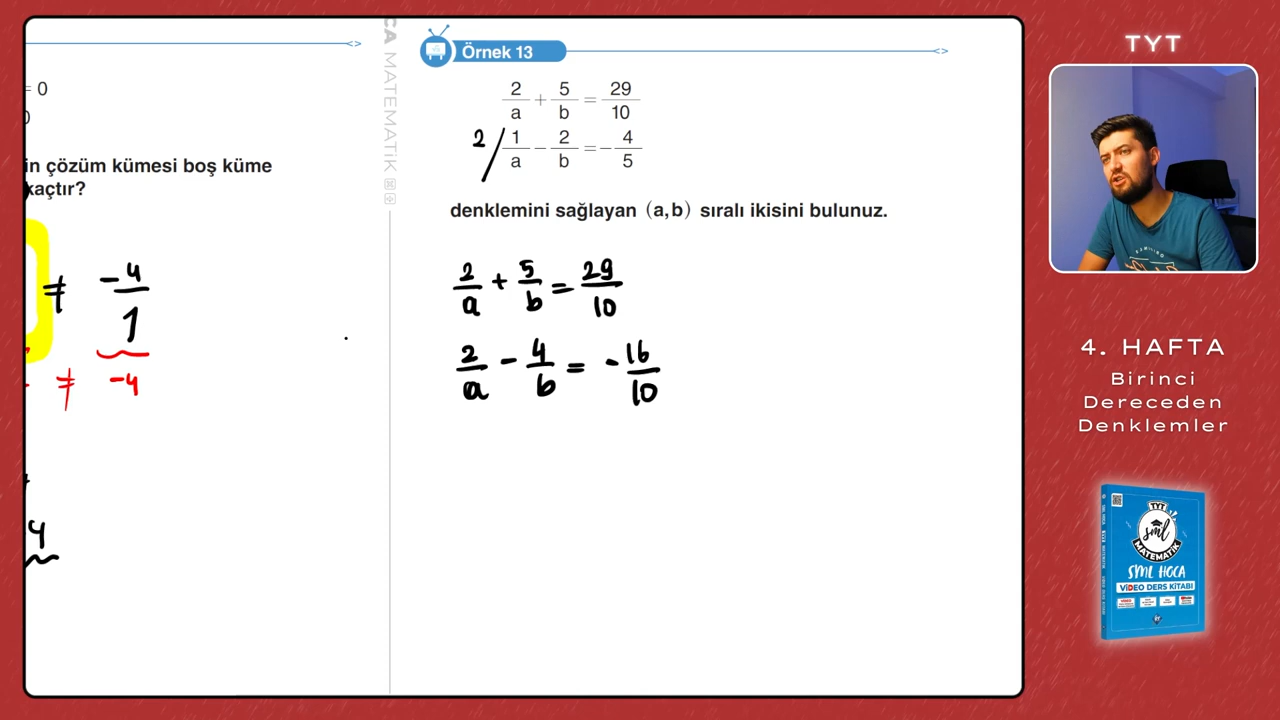 = 0
in çözüm kümesi boş küme
kaçtır?
≠ -4/1
≠ -4
4
CA MATEMATİK
Örnek 13
2/a + 5/b = 29/10
2/ 1/a - 2/b = - 4/5
denklemini sağlayan (a,b) sıralı ikisini bulunuz.
2/a + 5/b = 29/10
2/a - 4/b = -16/10
TYT
4. HAFTA
Birinci
Dereceden
Denklemler
TYT
sml
MATEMATİK
SML HOCA
VİDEO DERS KİTABI